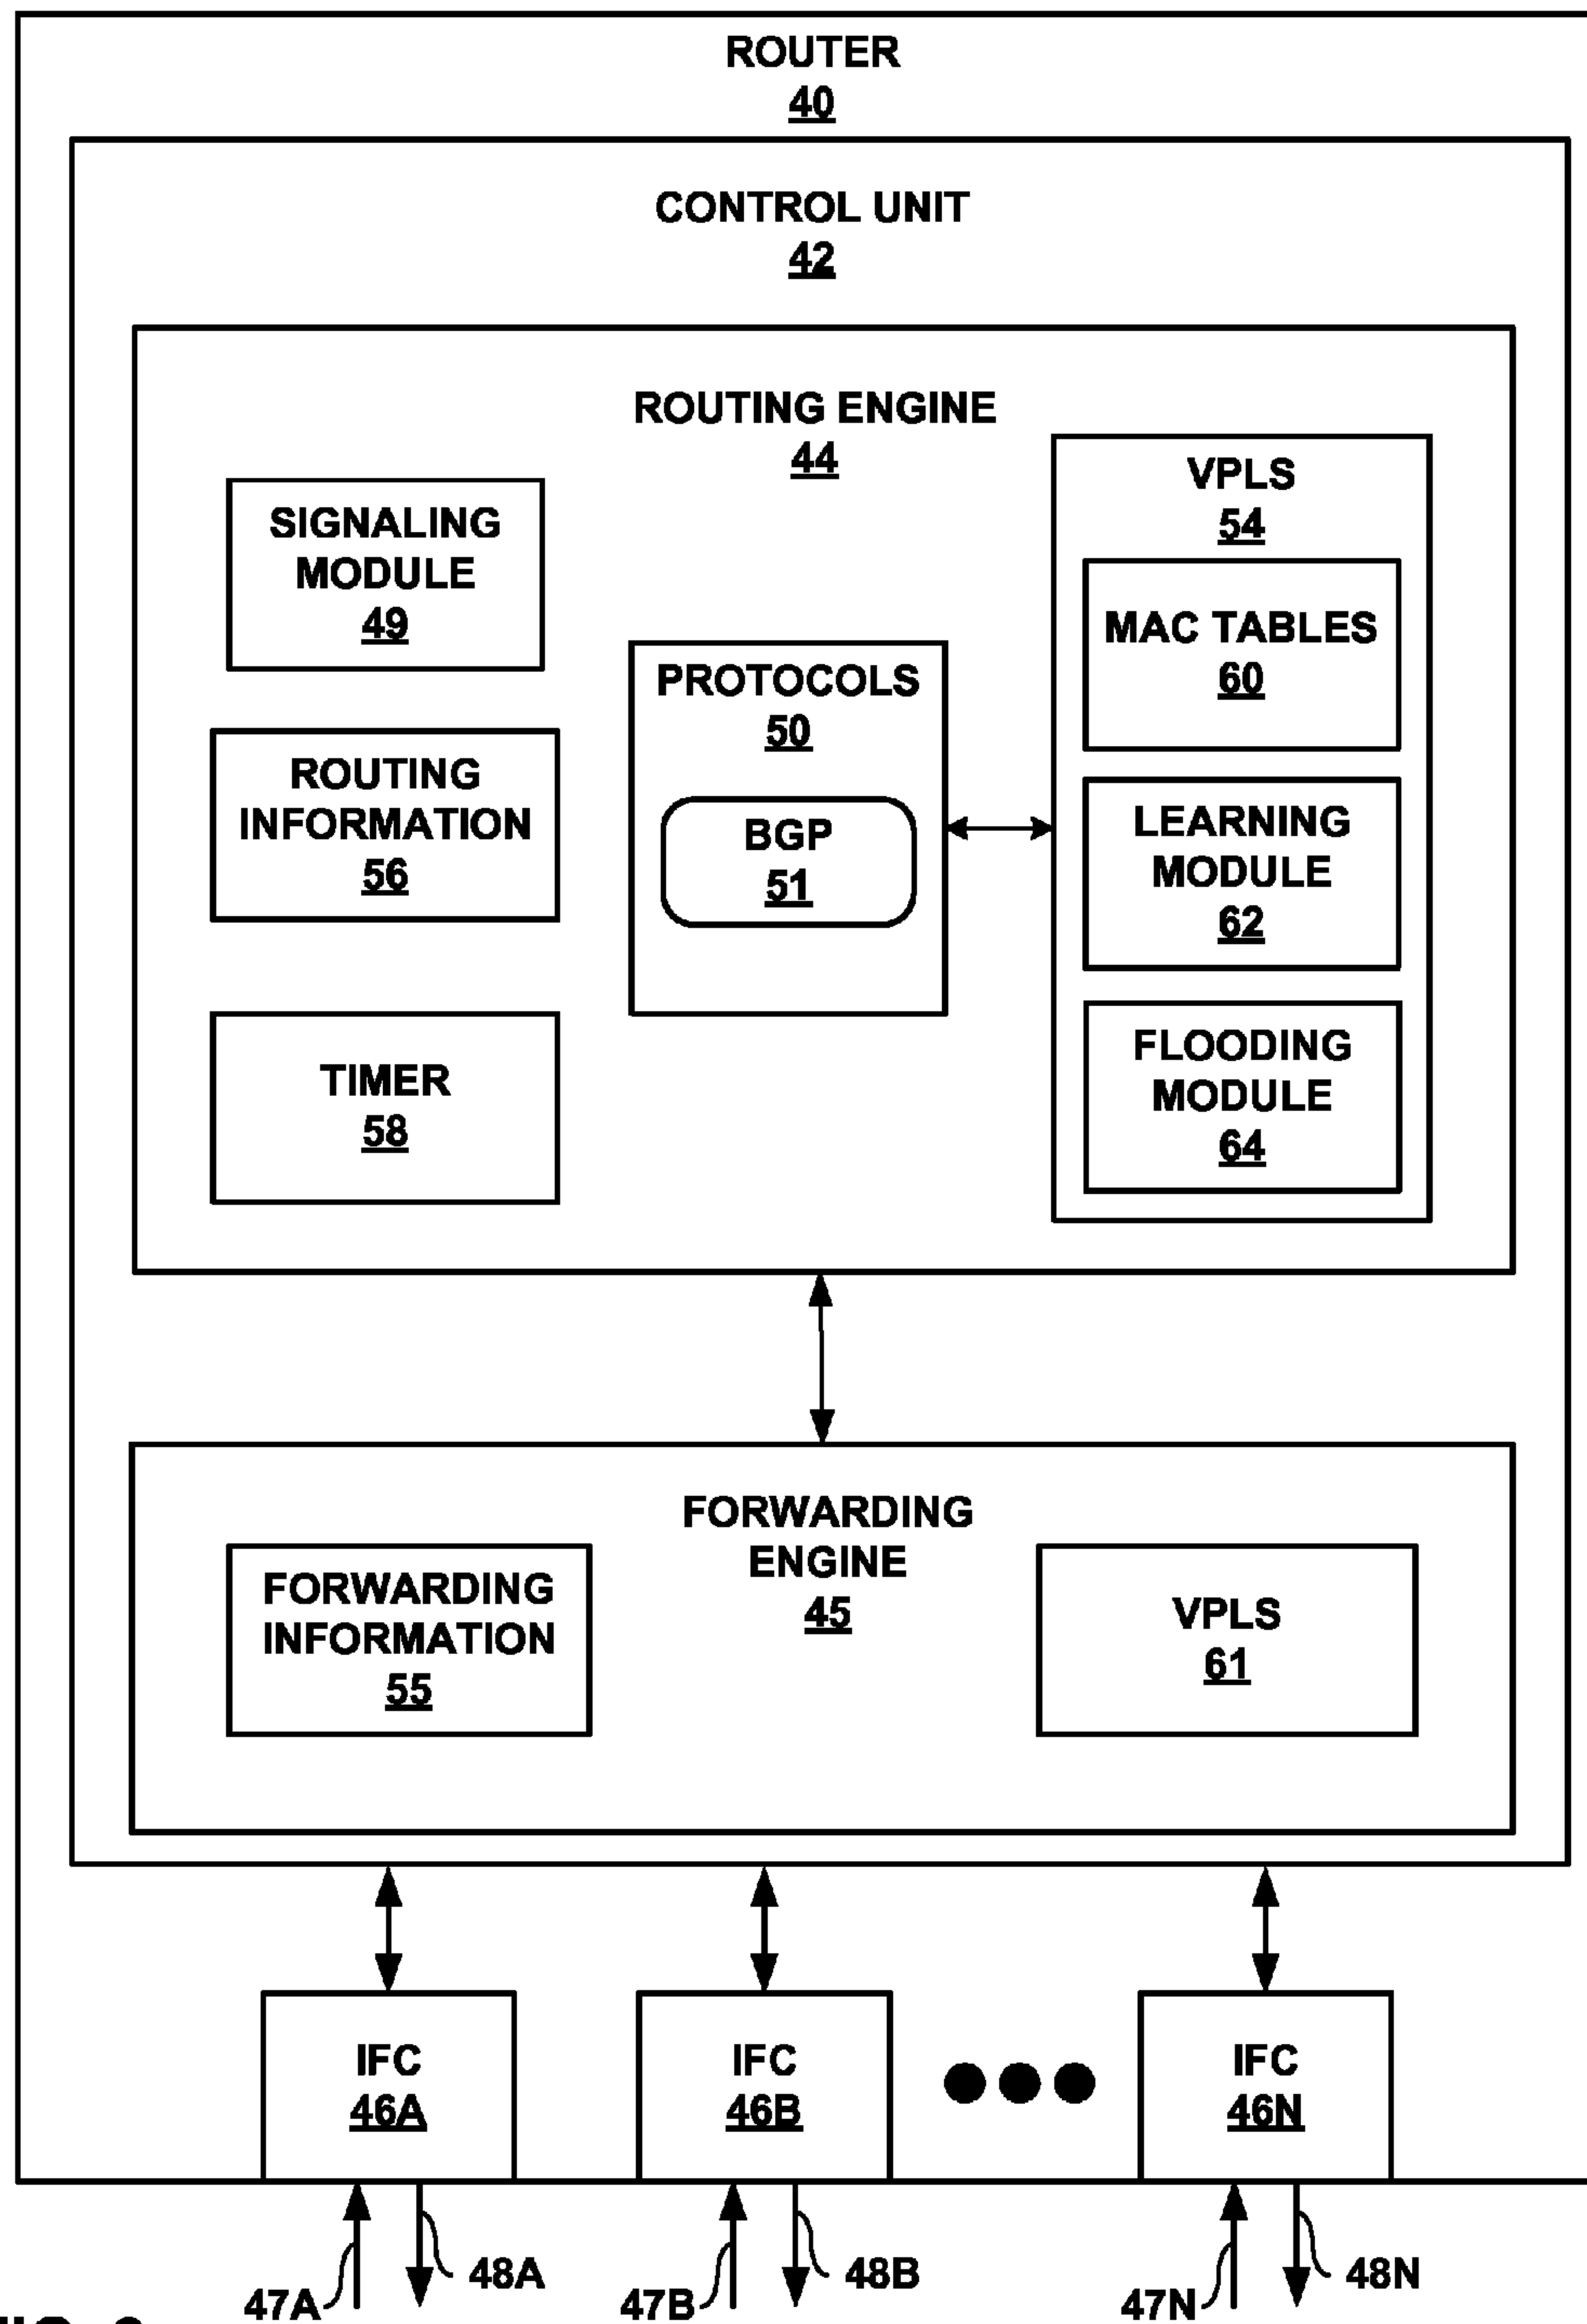 ROUTER
40
CONTROL UNIT
42
ROUTING ENGINE
44
SIGNALING
MODULE
49
ROUTING
INFORMATION
56
TIMER
58
PROTOCOLS
50
BGP
51
VPLS
54
MAC TABLES
60
LEARNING
MODULE
62
FLOODING
MODULE
64
FORWARDING
ENGINE
45
FORWARDING
INFORMATION
55
VPLS
61
IFC
46A
IFC
46B
IFC
46N
47A
48A
47B
48B
47N
48N